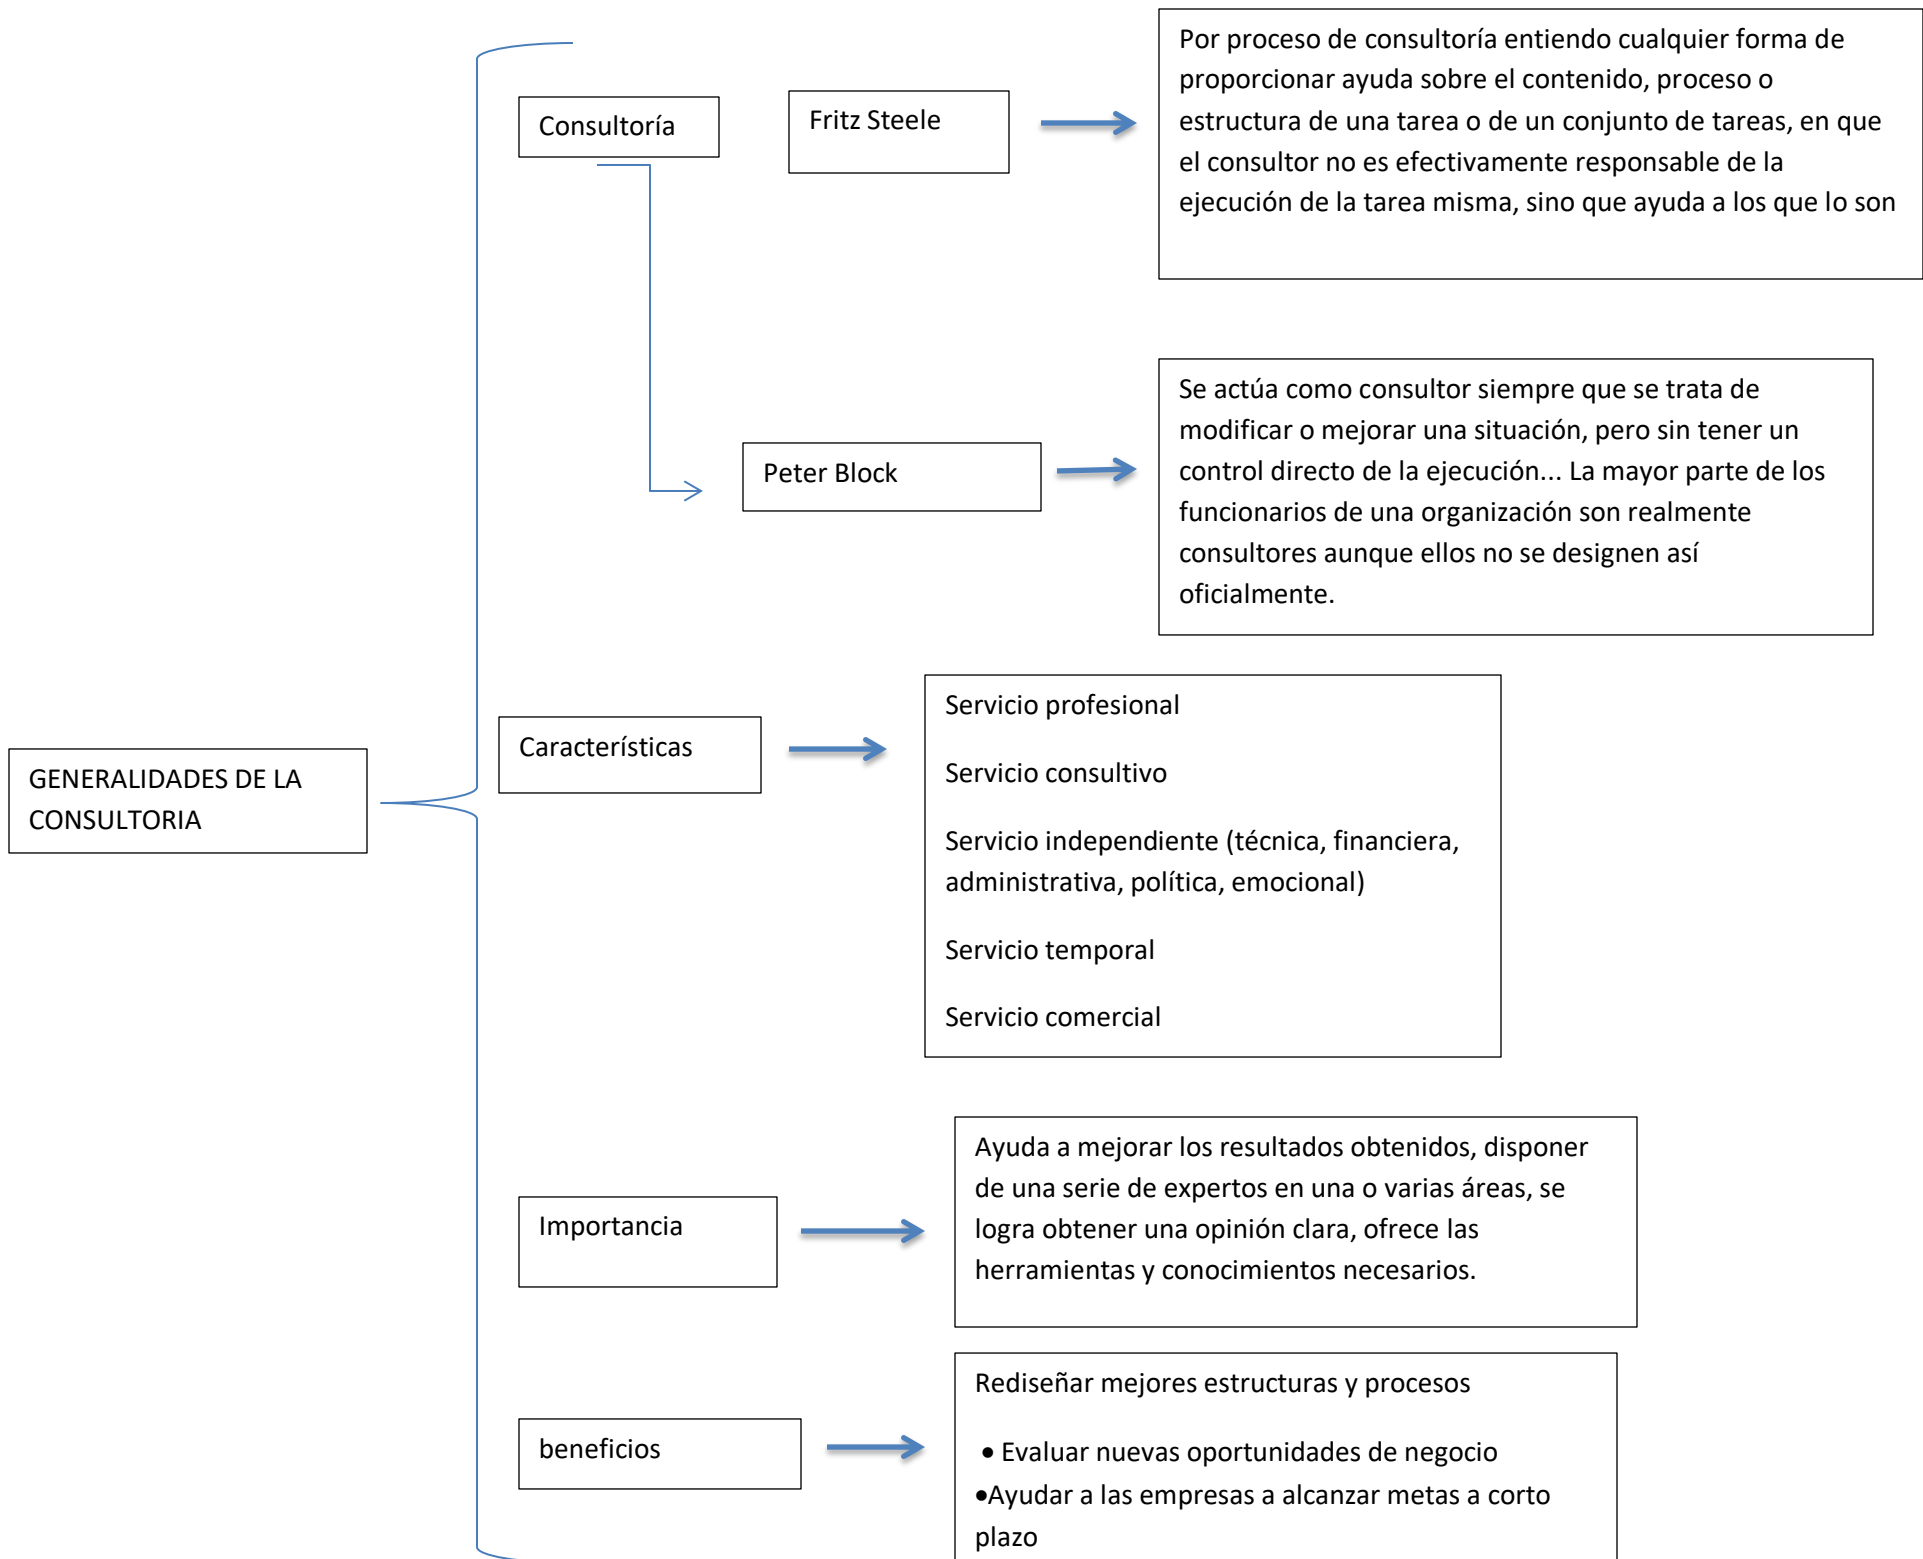 Consultoría
Fritz Steele
Por proceso de consultoría entiendo cualquier forma de
proporcionar ayuda sobre el contenido, proceso o
estructura de una tarea o de un conjunto de tareas, en que
el consultor no es efectivamente responsable de la
ejecución de la tarea misma, sino que ayuda a los que lo son
Peter Block
Se actúa como consultor siempre que se trata de
modificar o mejorar una situación, pero sin tener un
control directo de la ejecución... La mayor parte de los
funcionarios de una organización son realmente
consultores aunque ellos no se designen así
oficialmente.
GENERALIDADES DE LA
CONSULTORIA
Características
Servicio profesional
Servicio consultivo
Servicio independiente (técnica, financiera,
administrativa, política, emocional)
Servicio temporal
Servicio comercial
Importancia
Ayuda a mejorar los resultados obtenidos, disponer
de una serie de expertos en una o varias áreas, se
logra obtener una opinión clara, ofrece las
herramientas y conocimientos necesarios.
beneficios
Rediseñar mejores estructuras y procesos
• Evaluar nuevas oportunidades de negocio
•Ayudar a las empresas a alcanzar metas a corto
plazo